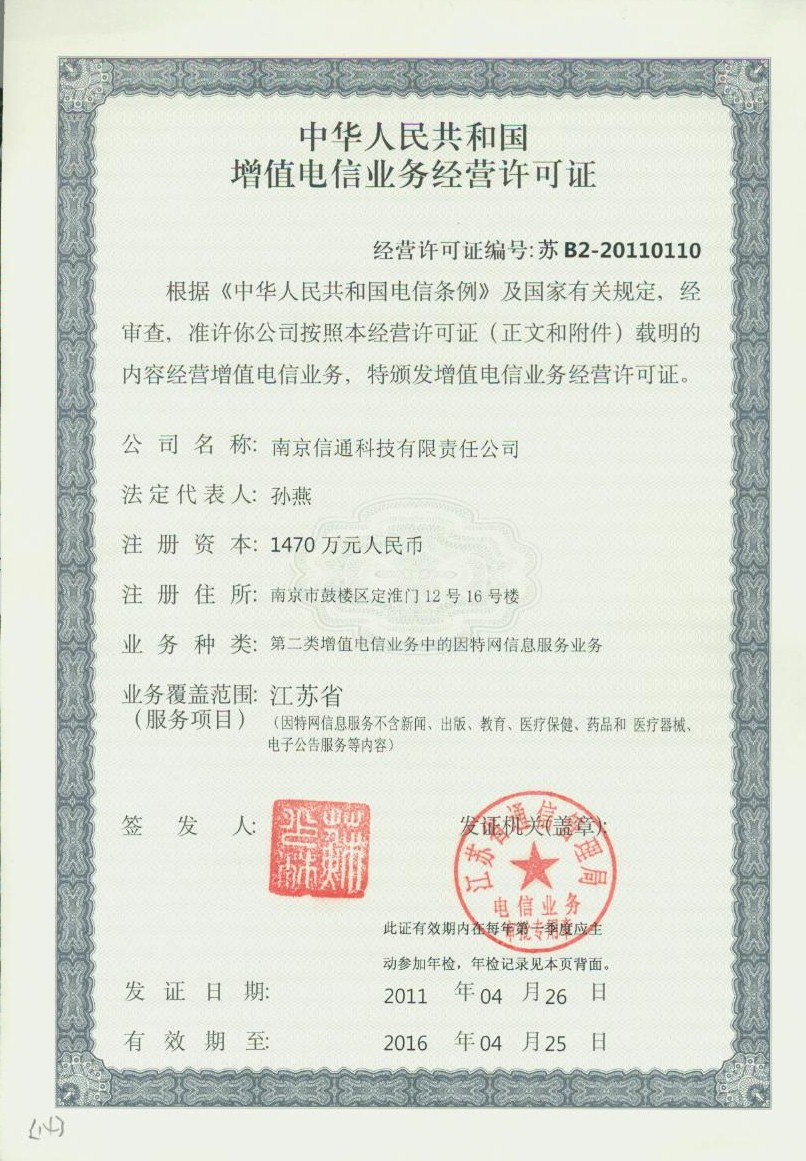 中华人民共和国
增值电信业务经营许可证
经营许可证编号:苏 B2-20110110
根据《中华人民共和国电信条例》及国家有关规定，经
审查，准许你公司按照本经营许可证（正文和附件）载明的
内容经营增值电信业务，特颁发增值电信业务经营许可证。
公司名称: 南京信通科技有限责任公司
法定代表人: 孙燕
注册资本: 1470 万元人民币
注册住所: 南京市鼓楼区定淮门 12 号 16 号楼
业务种类: 第二类增值电信业务中的因特网信息服务业务
业务覆盖范围: 江苏省
（服务项目）（因特网信息服务不含新闻、出版、教育、医疗保健、药品和 医疗器械、
电子公告服务等内容）
签发人:
发证机关(盖章):
江苏省通信管理局
电信业务
审批专用章
此证有效期内在每年第一季度应主
动参加年检，年检记录见本页背面。
发证日期: 2011 年 04 月 26 日
有效期至: 2016 年 04 月 25 日